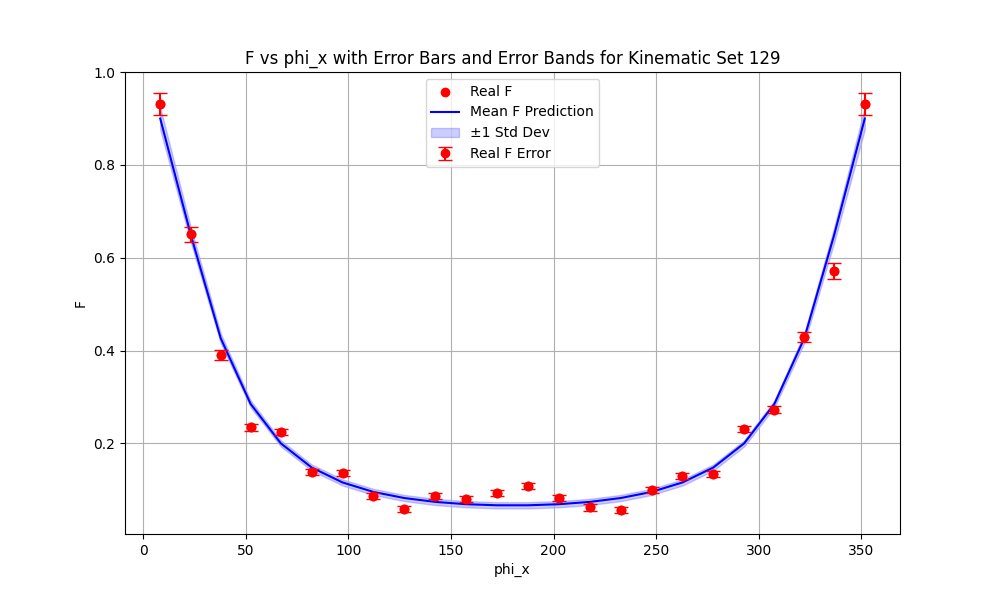 F vs phi_x with Error Bars and Error Bands for Kinematic Set 129
Real F
Mean F Prediction
±1 Std Dev
Real F Error
1.0
0.8
0.6
0.4
0.2
F
0 50 100 150 200 250 300 350
phi_x